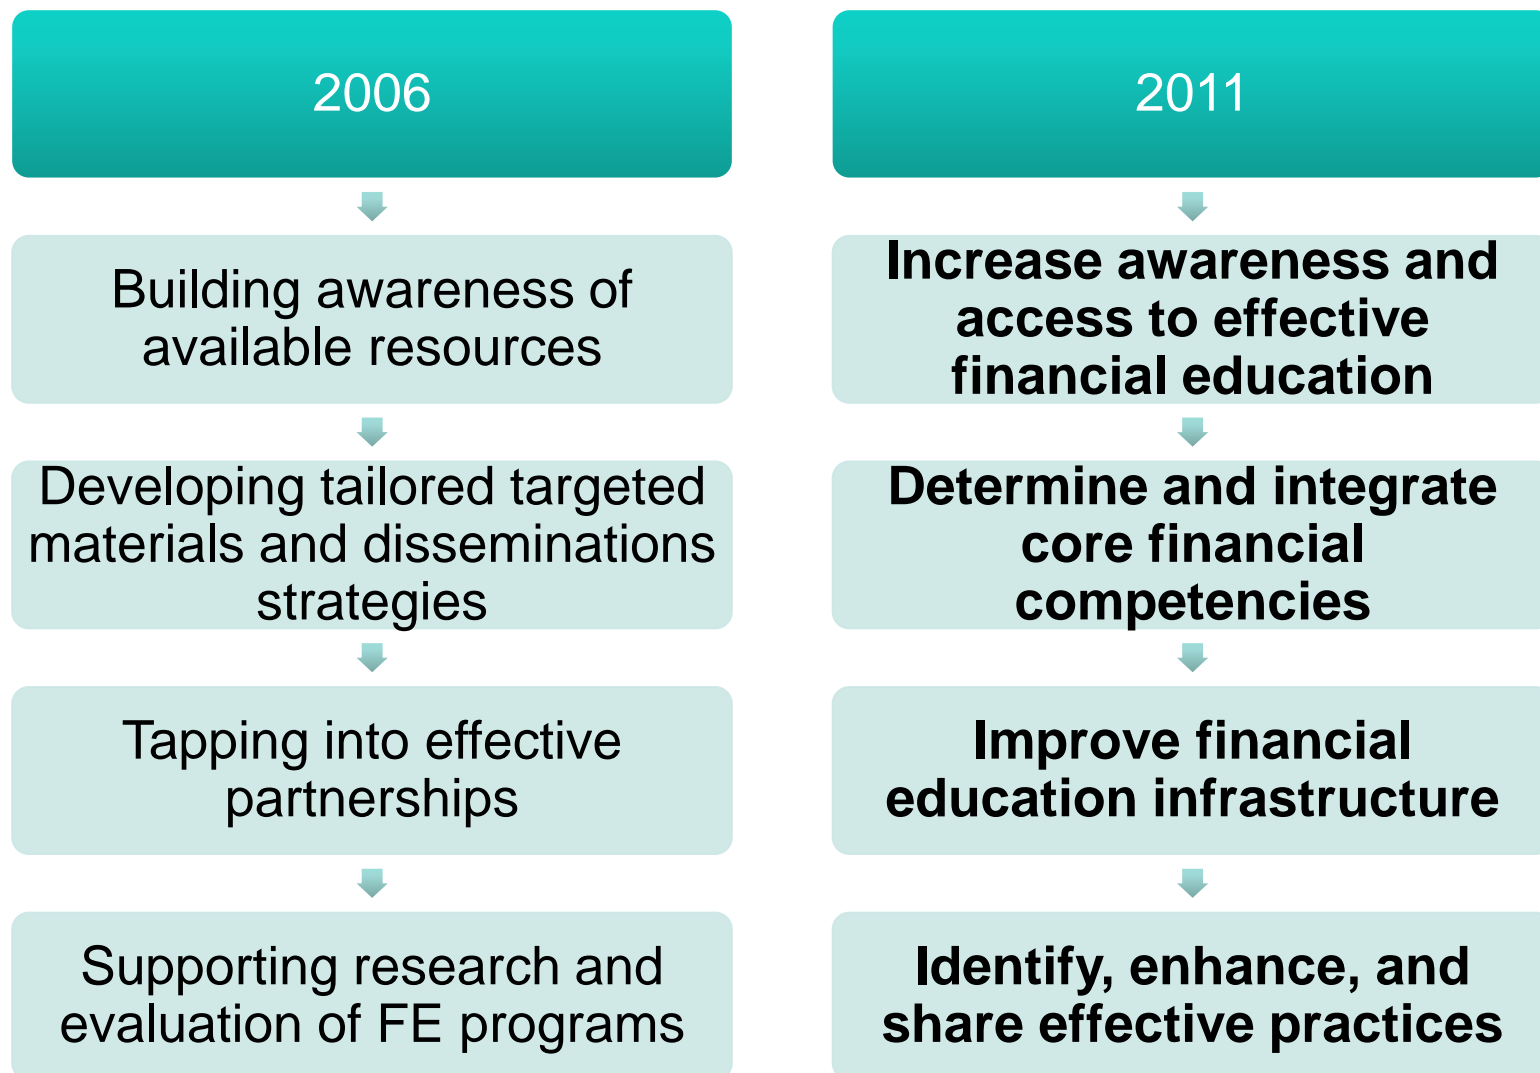 2006
Building awareness of
available resources
Developing tailored targeted
materials and disseminations
strategies
Tapping into effective
partnerships
Supporting research and
evaluation of FE programs
2011
Increase awareness and
access to effective
financial education
Determine and integrate
core financial
competencies
Improve financial
education infrastructure
Identify, enhance, and
share effective practices